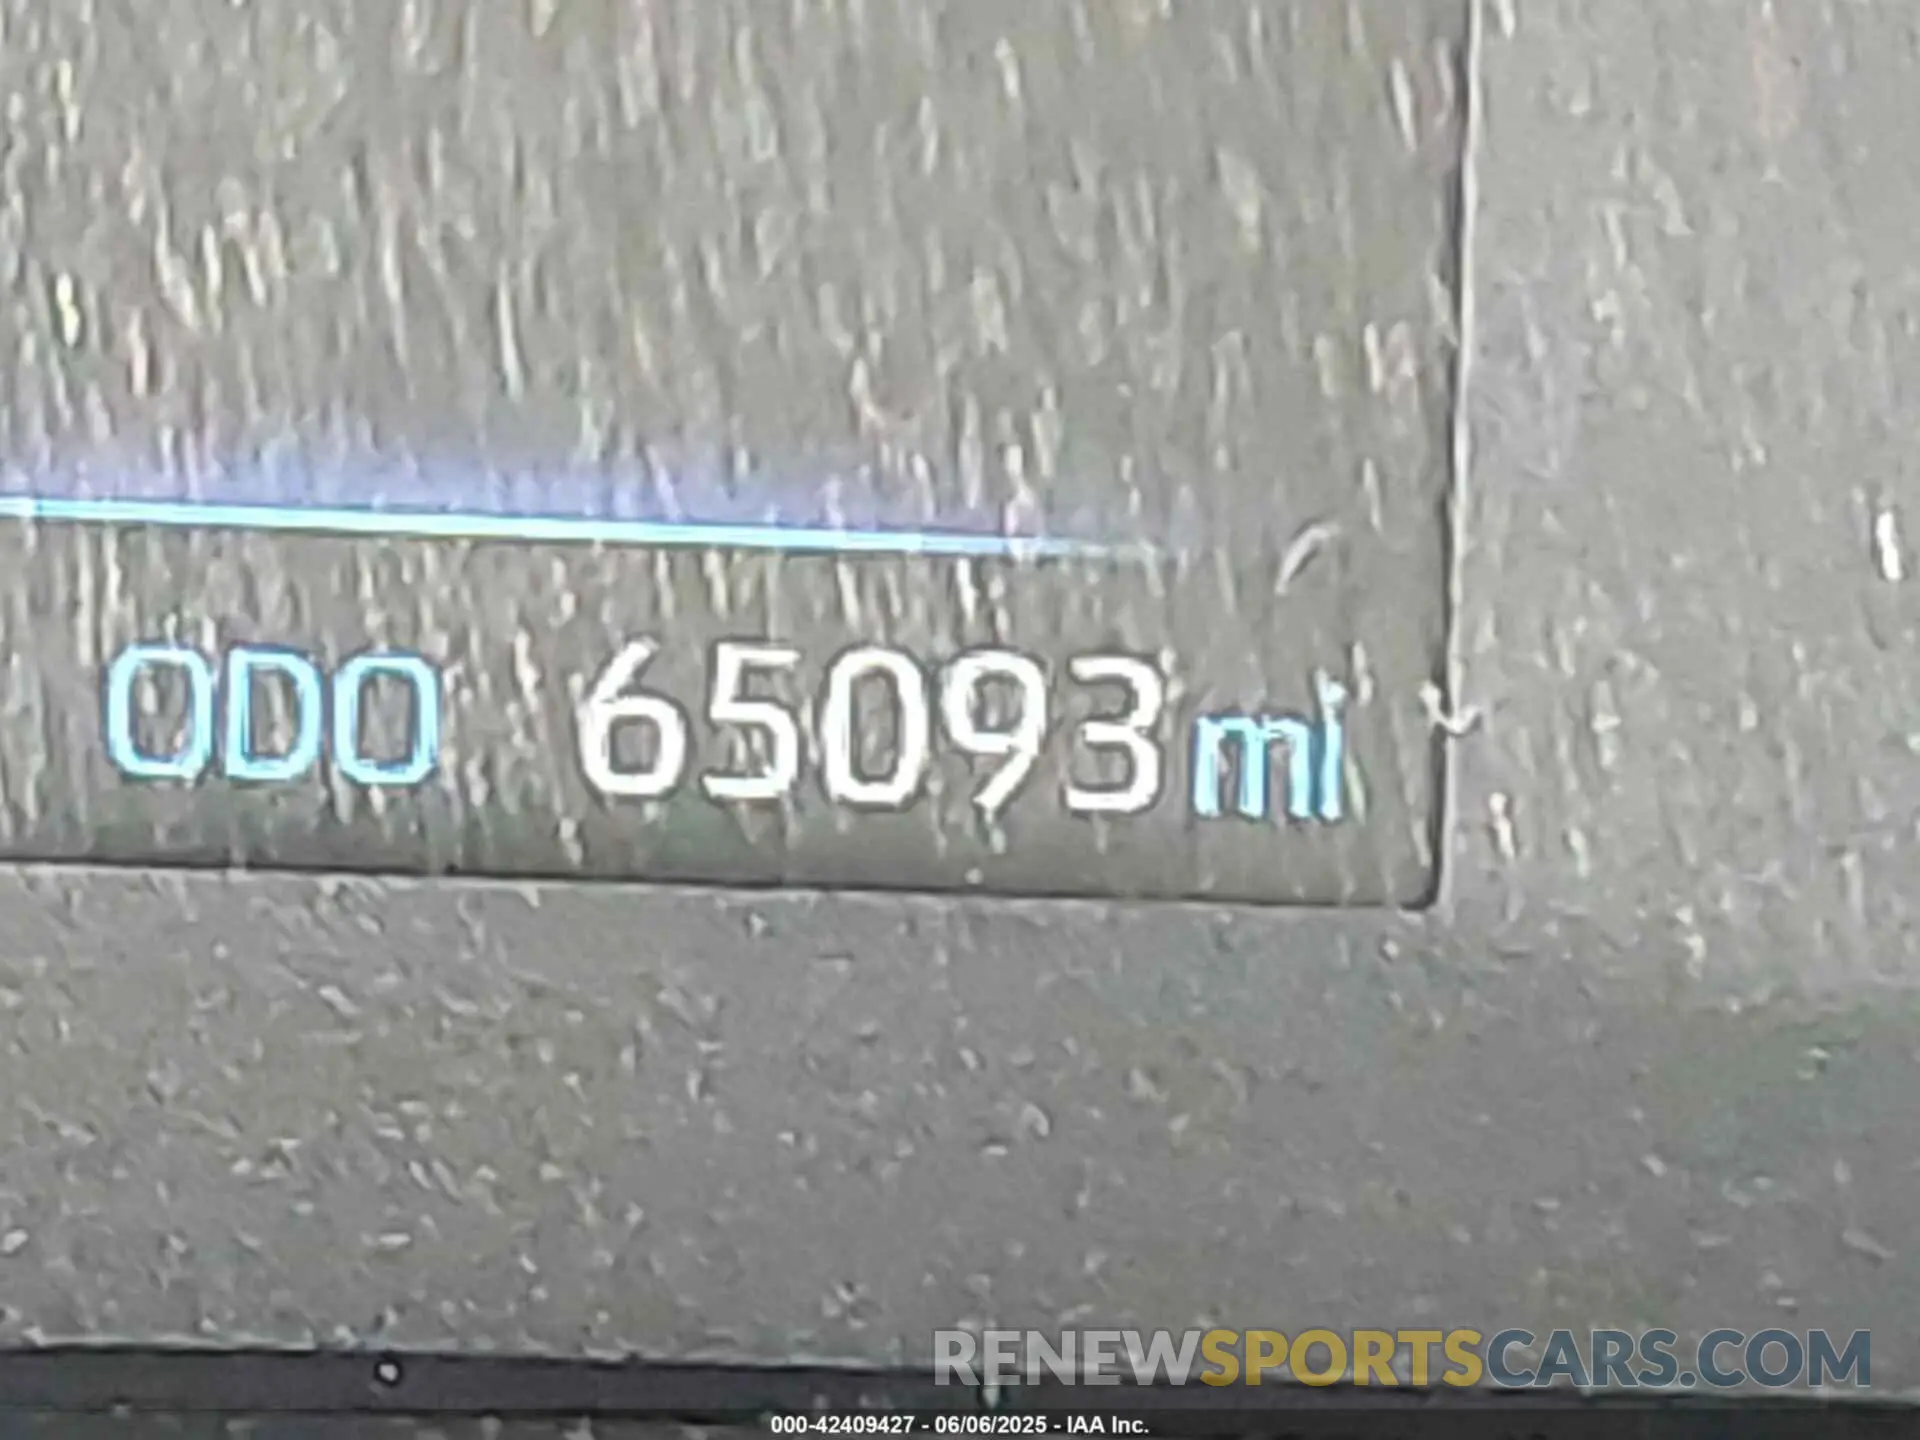 ODO 65093 mi
RENEWSPORTSCARS.COM
000-42409427 - 06/06/2025 - IAA Inc.